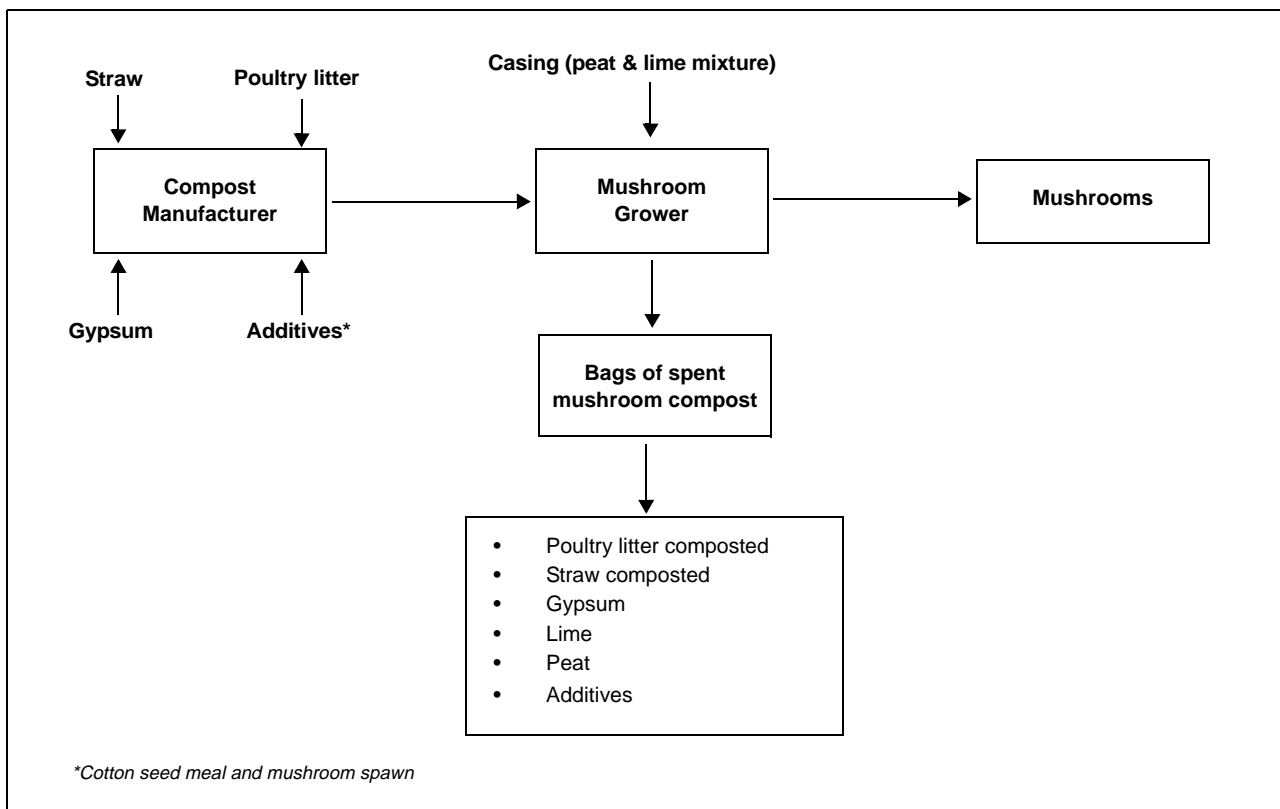 Casing (peat & lime mixture)
Straw
Poultry litter
Compost
Manufacturer
Mushroom
Grower
Mushrooms
Gypsum
Additives*
Bags of spent
mushroom compost
• Poultry litter composted
• Straw composted
• Gypsum
• Lime
• Peat
• Additives
*Cotton seed meal and mushroom spawn